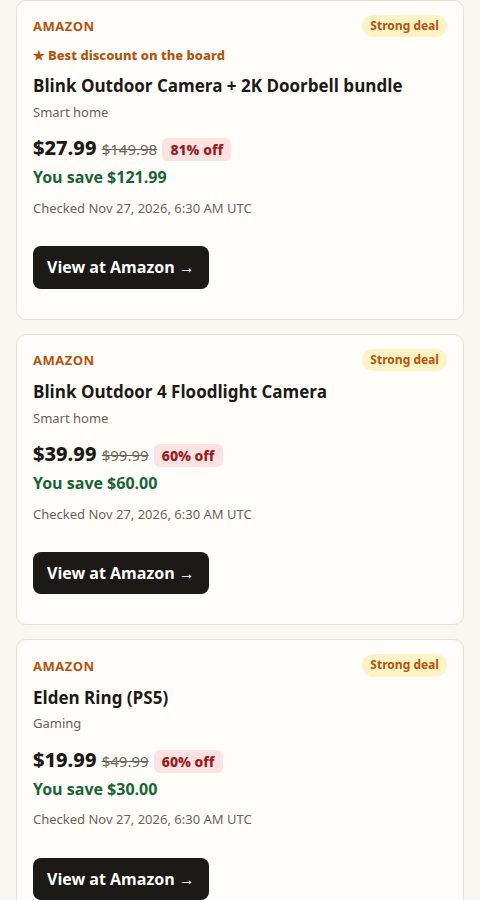 AMAZON
Strong deal
★ Best discount on the board
Blink Outdoor Camera + 2K Doorbell bundle
Smart home
$27.99 $149.98 81% off
You save $121.99
Checked Nov 27, 2026, 6:30 AM UTC
View at Amazon →
AMAZON
Strong deal
Blink Outdoor 4 Floodlight Camera
Smart home
$39.99 $99.99 60% off
You save $60.00
Checked Nov 27, 2026, 6:30 AM UTC
View at Amazon →
AMAZON
Strong deal
Elden Ring (PS5)
Gaming
$19.99 $49.99 60% off
You save $30.00
Checked Nov 27, 2026, 6:30 AM UTC
View at Amazon →